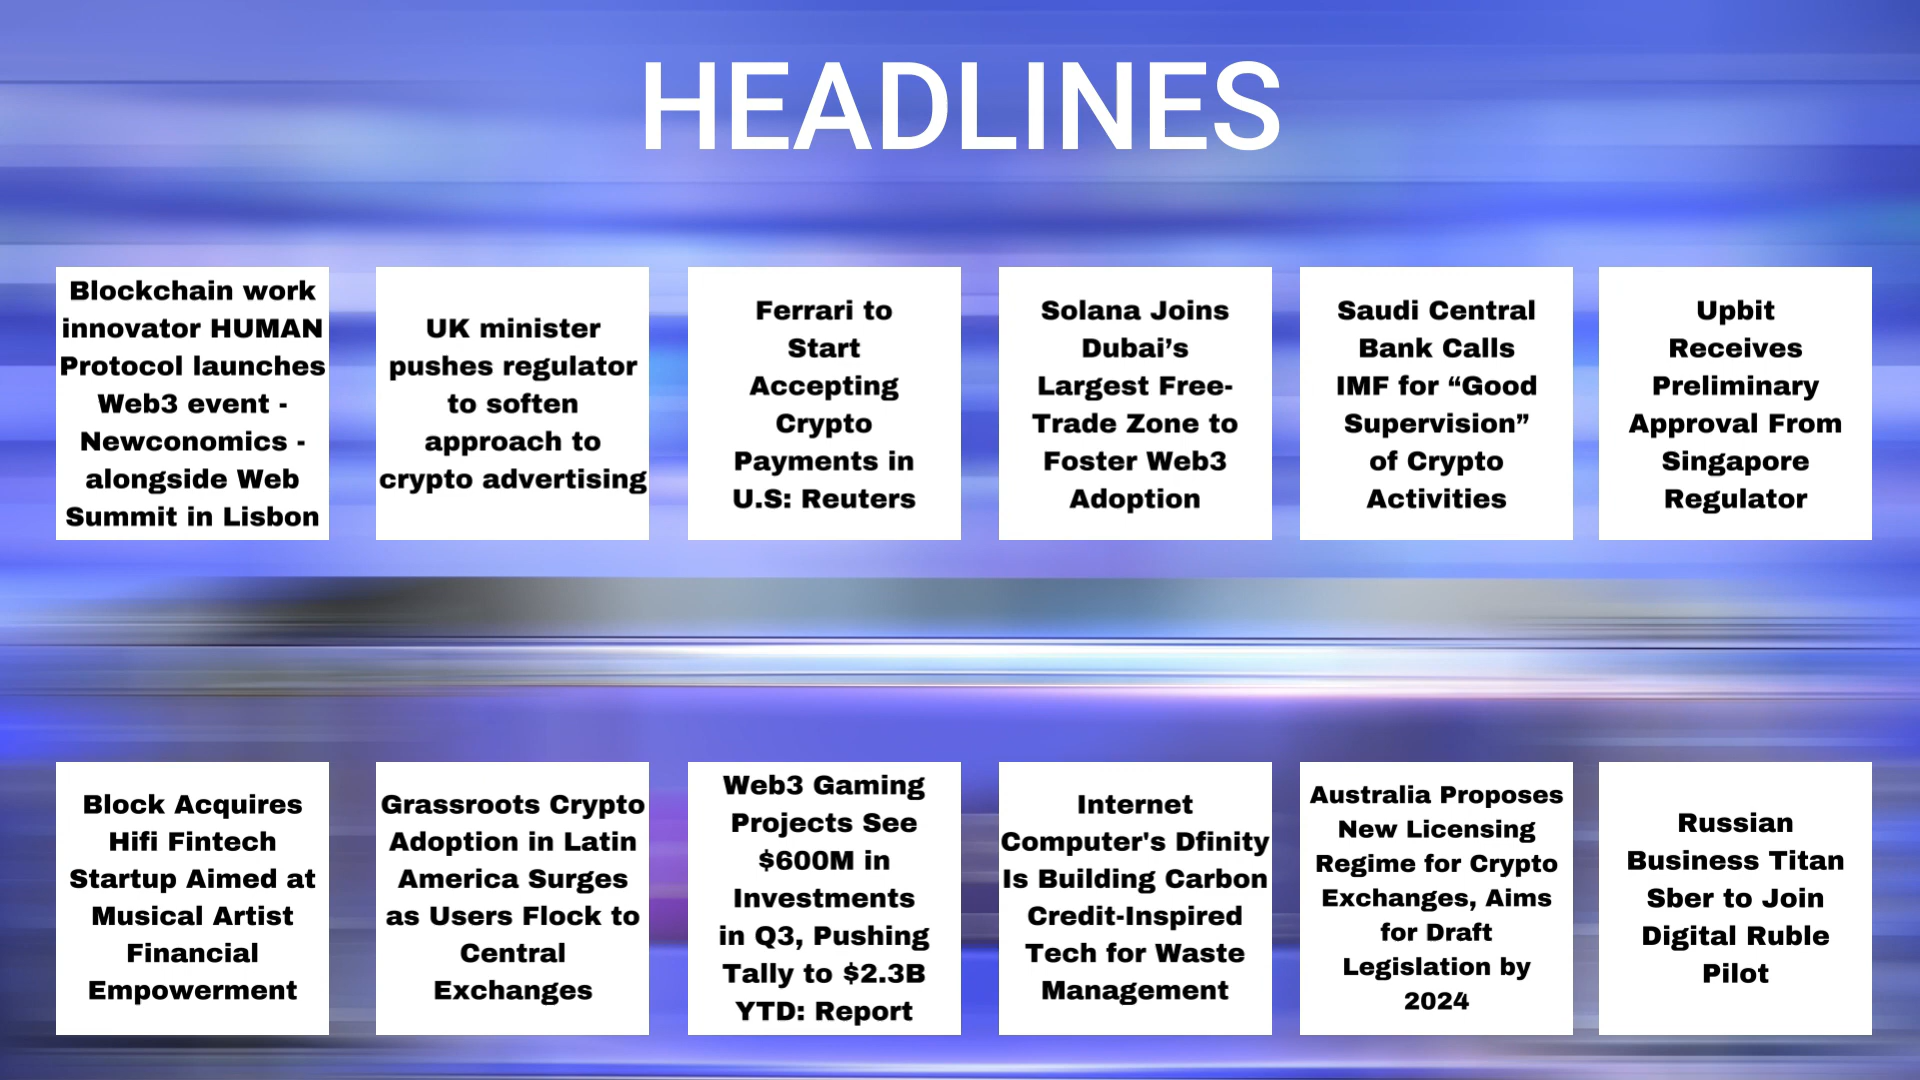 HEADLINES
Blockchain work
innovator HUMAN
Protocol launches
Web3 event -
Newconomics -
alongside Web
Summit in Lisbon
UK minister
pushes regulator
to soften
approach to
crypto advertising
Ferrari to
Start
Accepting
Crypto
Payments in
U.S: Reuters
Solana Joins
Dubai’s
Largest Free-
Trade Zone to
Foster Web3
Adoption
Saudi Central
Bank Calls
IMF for “Good
Supervision”
of Crypto
Activities
Upbit
Receives
Preliminary
Approval From
Singapore
Regulator
Block Acquires
Hifi Fintech
Startup Aimed at
Musical Artist
Financial
Empowerment
Grassroots Crypto
Adoption in Latin
America Surges
as Users Flock to
Central
Exchanges
Web3 Gaming
Projects See
$600M in
Investments
in Q3, Pushing
Tally to $2.3B
YTD: Report
Internet
Computer's Dfinity
Is Building Carbon
Credit-Inspired
Tech for Waste
Management
Australia Proposes
New Licensing
Regime for Crypto
Exchanges, Aims
for Draft
Legislation by
2024
Russian
Business Titan
Sber to Join
Digital Ruble
Pilot